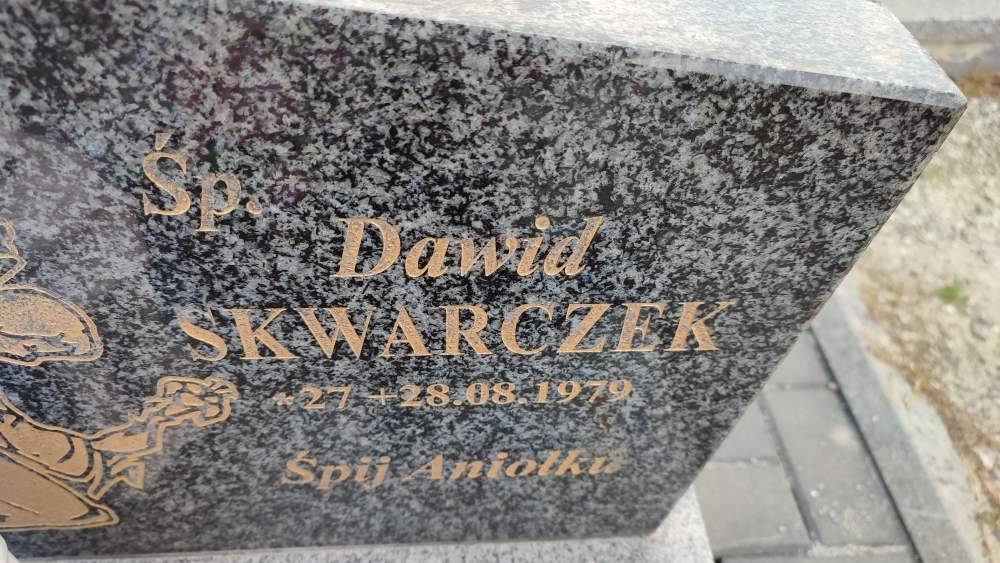 Śp.
Dawid
SKWARCZEK
*27 +28.08.1979
Śpij Aniołku